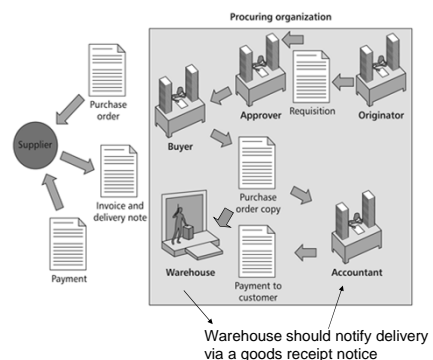 Procuring organization
Purchase
order
Supplier
Invoice and
delivery note
Payment
Buyer
Approver
Requisition
Originator
Purchase
order copy
Warehouse
Payment to
customer
Accountant
Warehouse should notify delivery
via a goods receipt notice